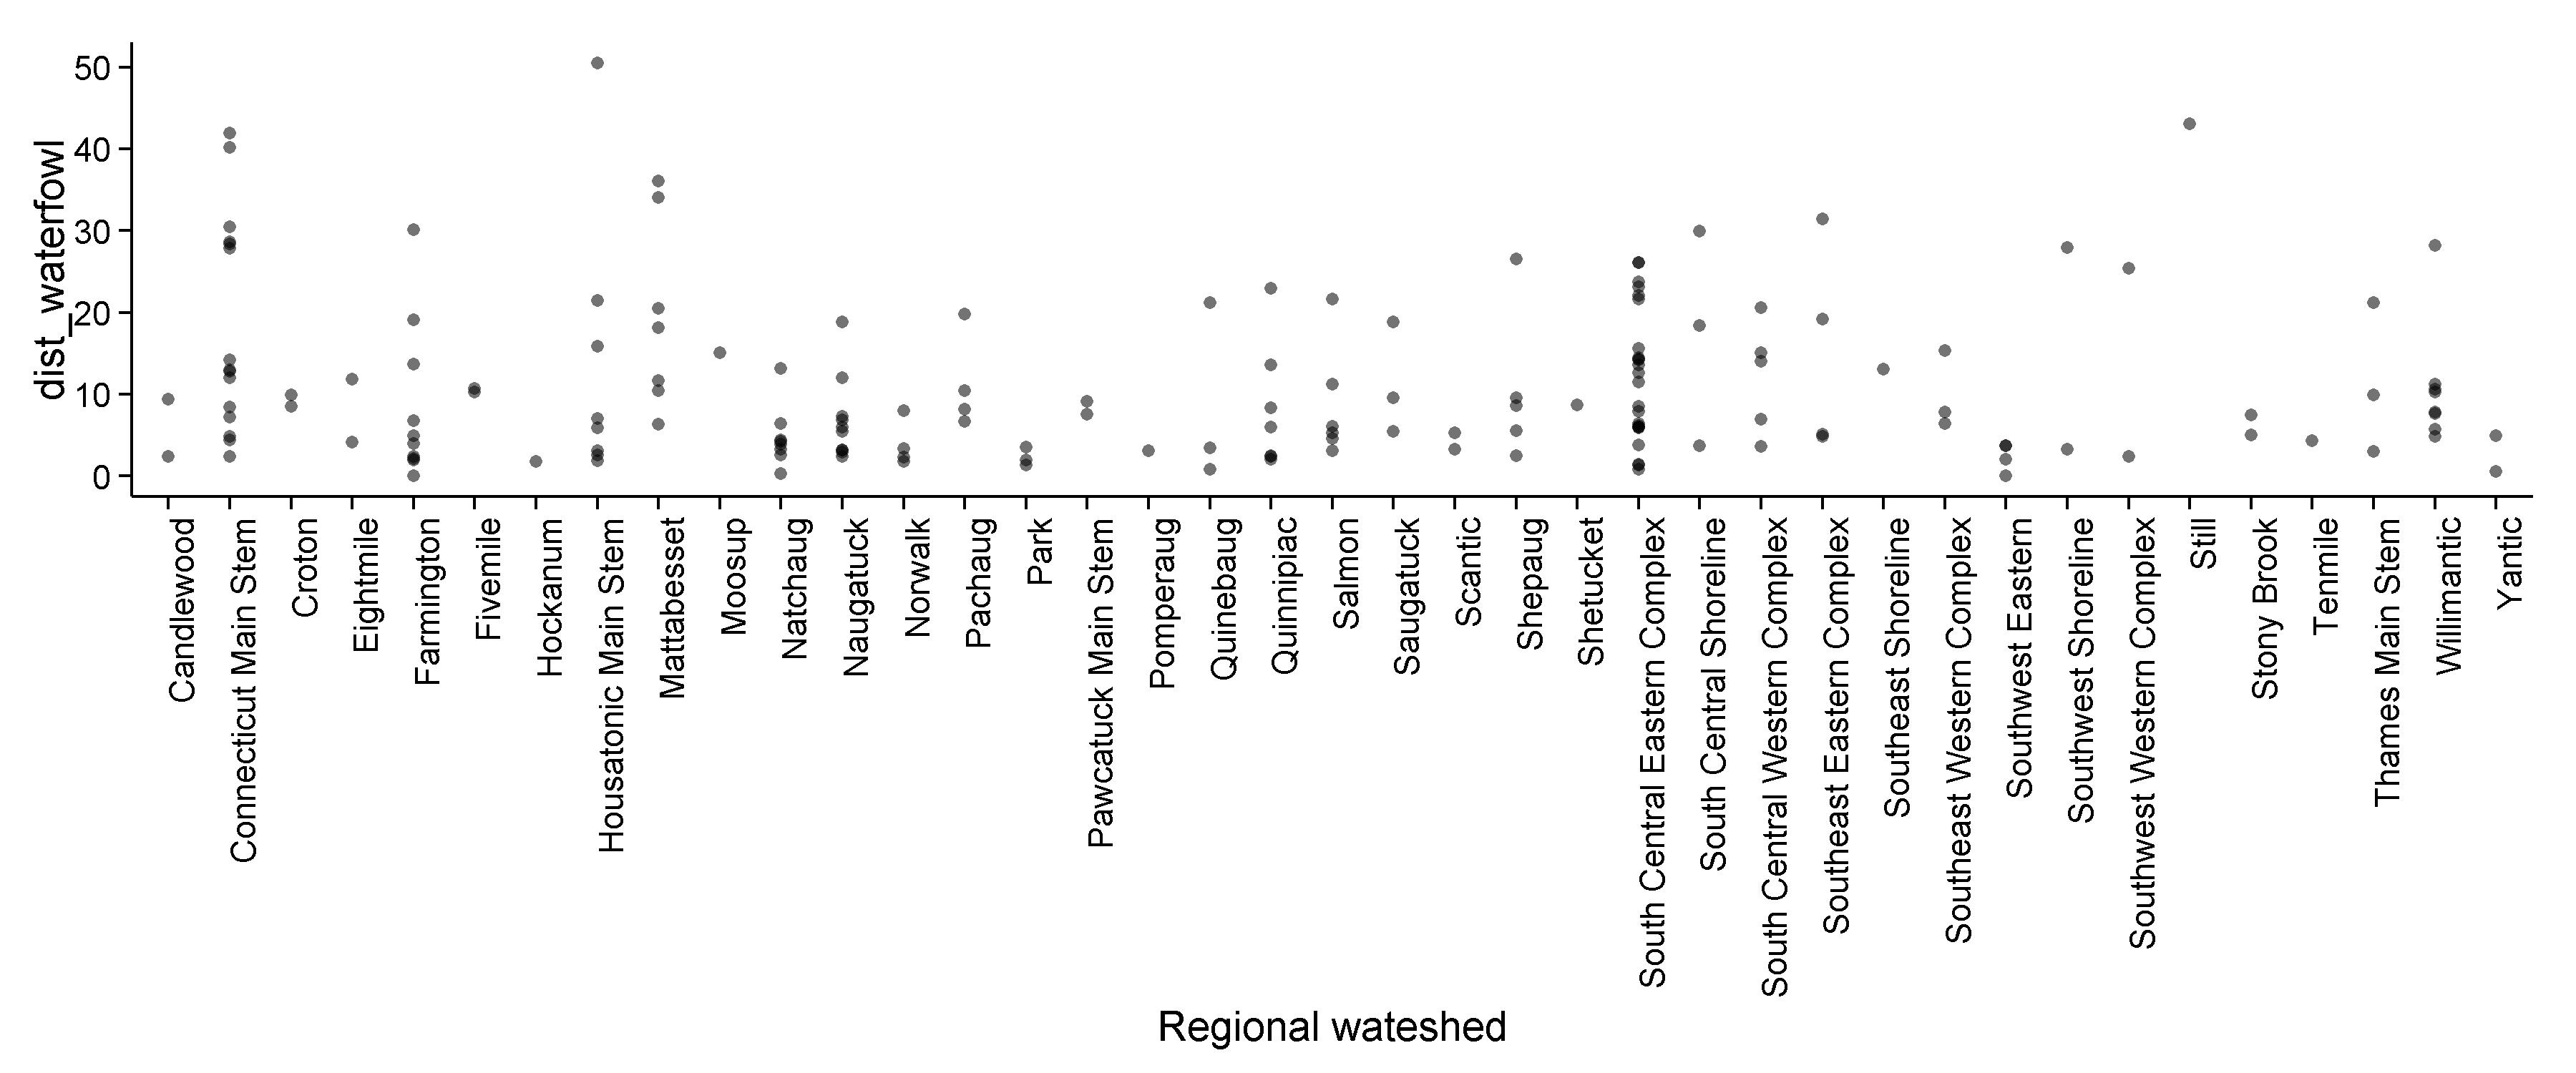 dist_waterfowl
50
40
30
20
10
0
Candlewood
Connecticut Main Stem
Croton
Eightmile
Farmington
Fivemile
Hockanum
Housatonic Main Stem
Mattabesset
Moosup
Natchaug
Naugatuck
Norwalk
Pachaug
Park
Pawcatuck Main Stem
Pomperaug
Quinebaug
Quinnipiac
Salmon
Saugatuck
Scantic
Shepaug
Shetucket
South Central Eastern Complex
South Central Shoreline
South Central Western Complex
Southeast Eastern Complex
Southeast Shoreline
Southeast Western Complex
Southwest Eastern
Southwest Shoreline
Southwest Western Complex
Still
Stony Brook
Tenmile
Thames Main Stem
Willimantic
Yantic
Regional wateshed